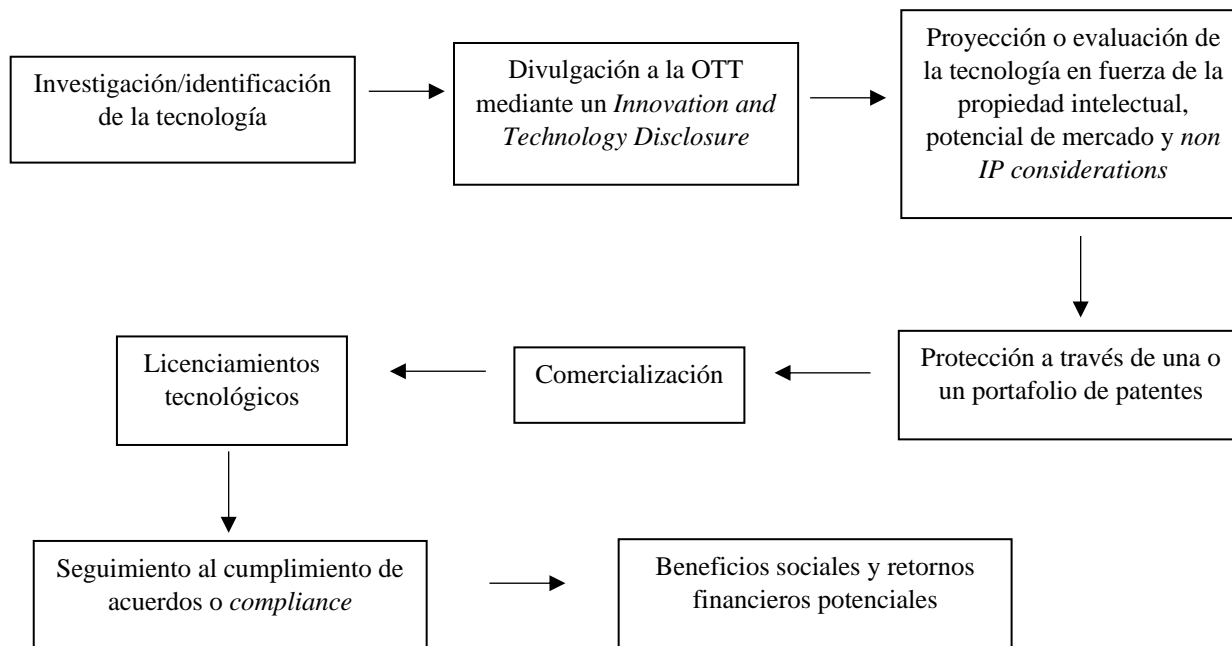 Investigación/identificación
de la tecnología
Divulgación a la OTT
mediante un Innovation and
Technology Disclosure
Proyección o evaluación de
la tecnología en fuerza de la
propiedad intelectual,
potencial de mercado y non
IP considerations
Protección a través de una o
un portafolio de patentes
Comercialización
Licenciamientos
tecnológicos
Seguimiento al cumplimiento de
acuerdos o compliance
Beneficios sociales y retornos
financieros potenciales